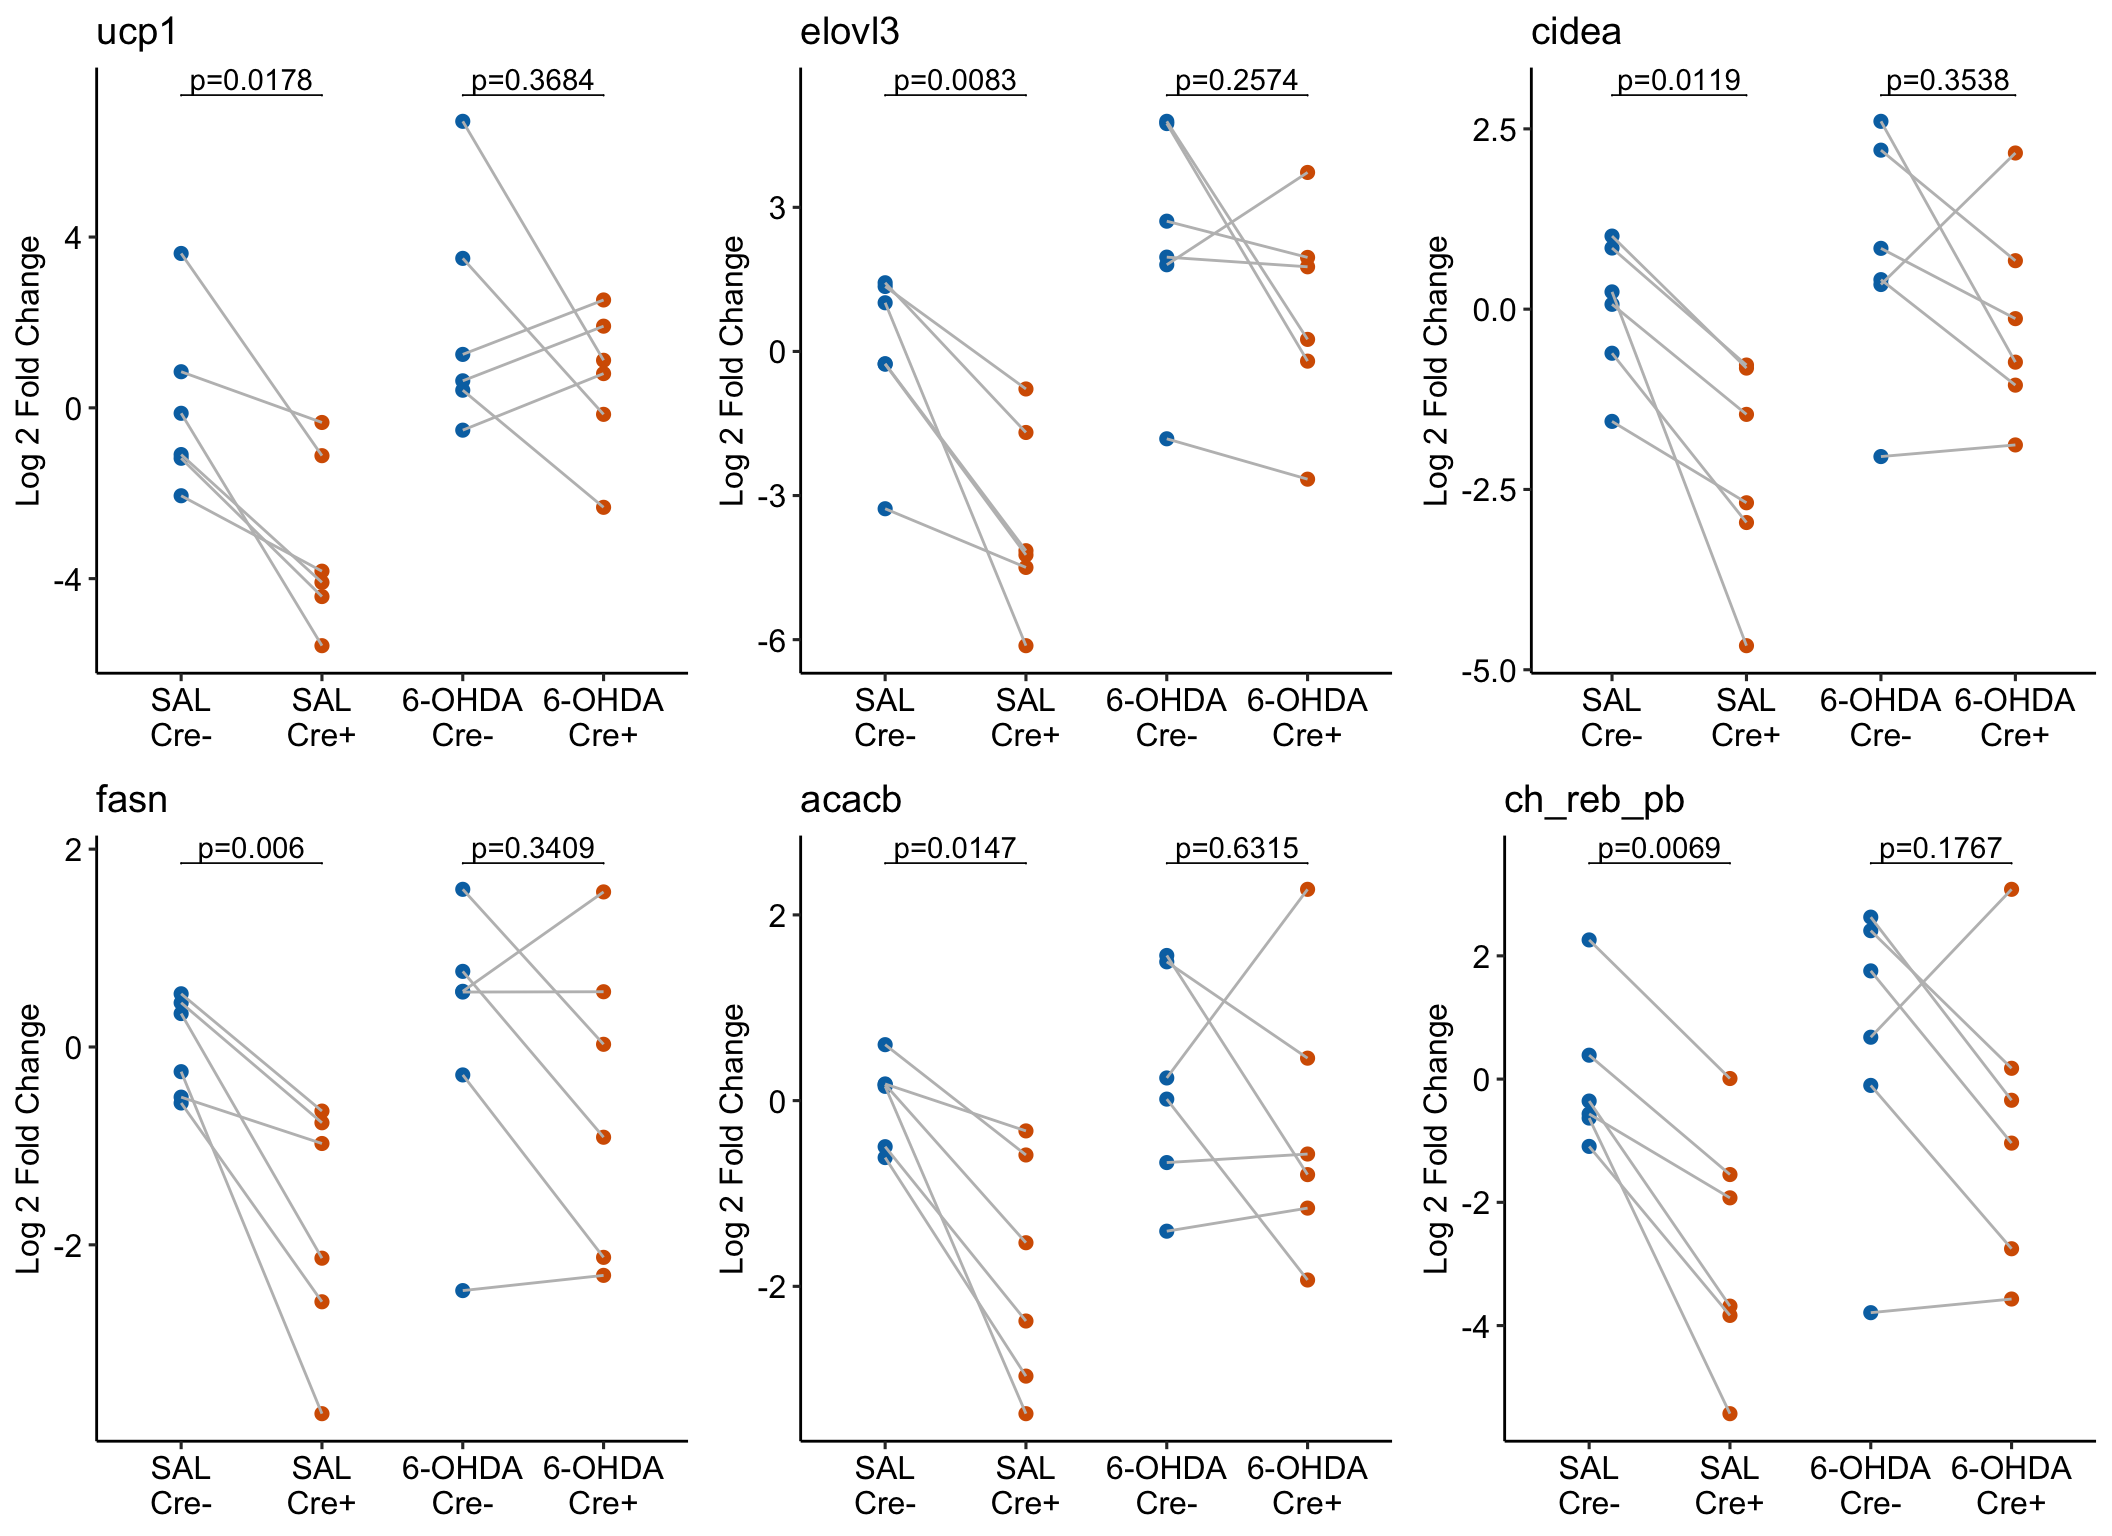 ucp1
p=0.0178
p=0.3684
Log 2 Fold Change
4
0
-4
SAL
Cre-
SAL
Cre+
6-OHDA
Cre-
6-OHDA
Cre+
elovl3
p=0.0083
p=0.2574
Log 2 Fold Change
3
0
-3
-6
SAL
Cre-
SAL
Cre+
6-OHDA
Cre-
6-OHDA
Cre+
cidea
p=0.0119
p=0.3538
Log 2 Fold Change
2.5
0.0
-2.5
-5.0
SAL
Cre-
SAL
Cre+
6-OHDA
Cre-
6-OHDA
Cre+
fasn
p=0.006
p=0.3409
Log 2 Fold Change
2
0
-2
SAL
Cre-
SAL
Cre+
6-OHDA
Cre-
6-OHDA
Cre+
acacb
p=0.0147
p=0.6315
Log 2 Fold Change
2
0
-2
SAL
Cre-
SAL
Cre+
6-OHDA
Cre-
6-OHDA
Cre+
ch_reb_pb
p=0.0069
p=0.1767
Log 2 Fold Change
2
0
-2
-4
SAL
Cre-
SAL
Cre+
6-OHDA
Cre-
6-OHDA
Cre+